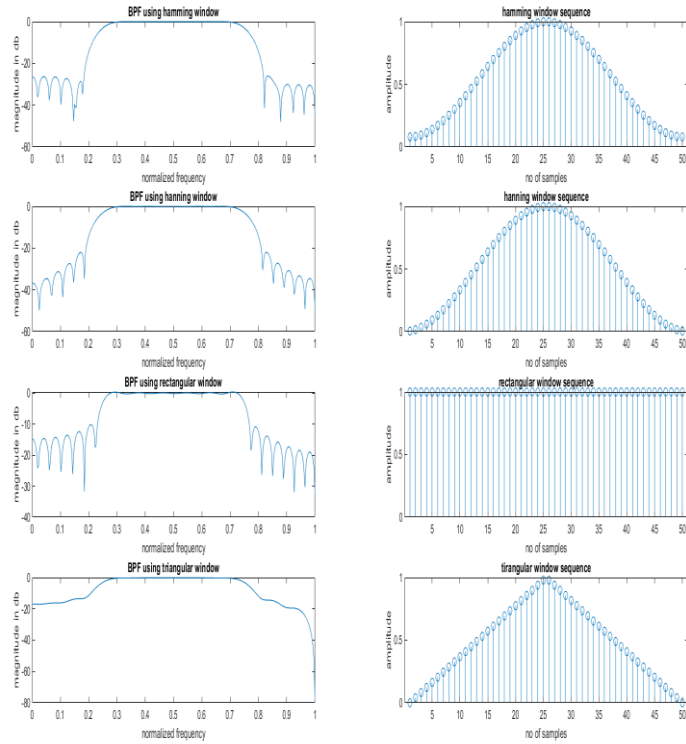 BPF using hamming window
0
-20
-40
-60
magnitude in db
0 0.1 0.2 0.3 0.4 0.5 0.6 0.7 0.8 0.9 1
normalized frequency
hamming window sequence
1
0.5
0
amplitude
5 10 15 20 25 30 35 40 45 50
no of samples
BPF using hanning window
0
-20
-40
-60
magnitude in db
0 0.1 0.2 0.3 0.4 0.5 0.6 0.7 0.8 0.9 1
normalized frequency
hanning window sequence
1
0.5
0
amplitude
5 10 15 20 25 30 35 40 45 50
no of samples
BPF using rectangular window
0
-10
-20
-30
-40
magnitude in db
0 0.1 0.2 0.3 0.4 0.5 0.6 0.7 0.8 0.9 1
normalized frequency
rectangular window sequence
1
0.5
0
amplitude
5 10 15 20 25 30 35 40 45 50
no of samples
BPF using triangular window
0
-20
-40
-60
-80
magnitude in db
0 0.1 0.2 0.3 0.4 0.5 0.6 0.7 0.8 0.9 1
normalized frequency
tirangular window sequence
1
0.5
0
amplitude
5 10 15 20 25 30 35 40 45 50
no of samples